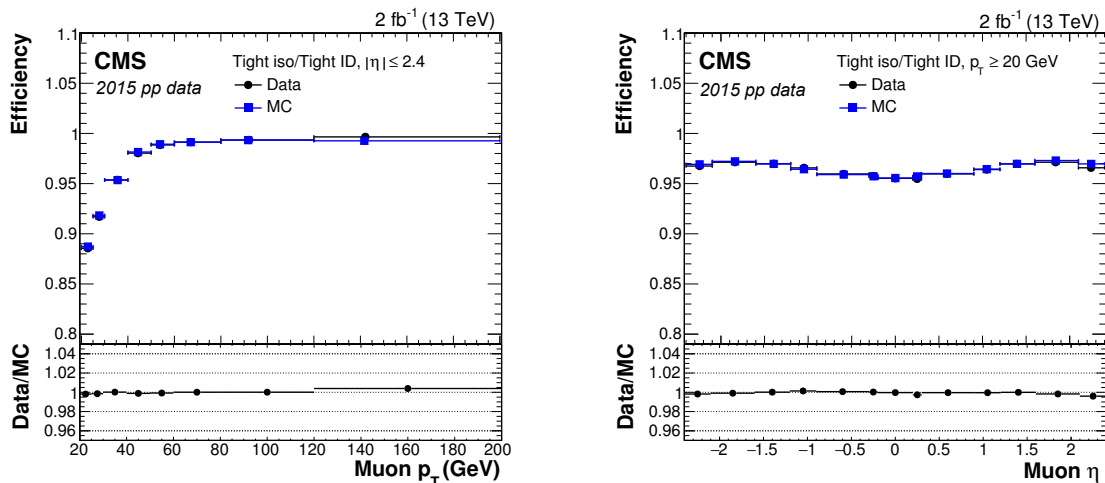 2 fb⁻¹ (13 TeV)
Efficiency
1.1
1.05
1
0.95
0.9
0.85
0.8
CMS
2015 pp data
Tight iso/Tight ID, |η| ≤ 2.4
Data
MC
Data/MC
1.04
1.02
1
0.98
0.96
20 40 60 80 100 120 140 160 180 200
Muon p_T (GeV)
2 fb⁻¹ (13 TeV)
Efficiency
1.1
1.05
1
0.95
0.9
0.85
0.8
CMS
2015 pp data
Tight iso/Tight ID, p_T ≥ 20 GeV
Data
MC
Data/MC
1.04
1.02
1
0.98
0.96
−2 −1.5 −1 −0.5 0 0.5 1 1.5 2
Muon η